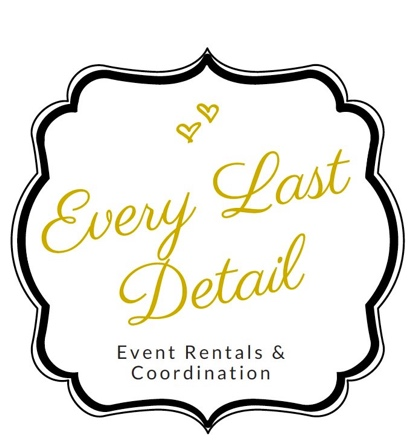 Every Last
Detail
Event Rentals &
Coordination